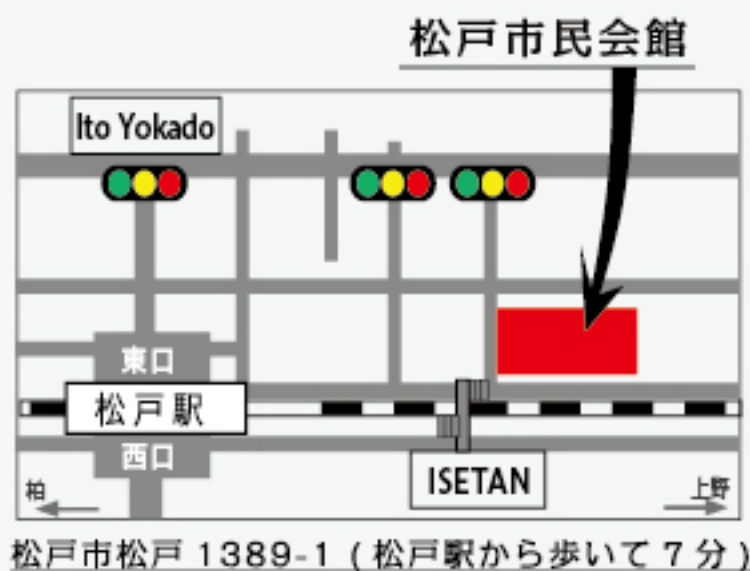 松戸市民会館
Ito Yokado
東口
松戸駅
西口
ISETAN
柏
上野
松戸市松戸 1389-1 ( 松戸駅から歩いて 7 分 )